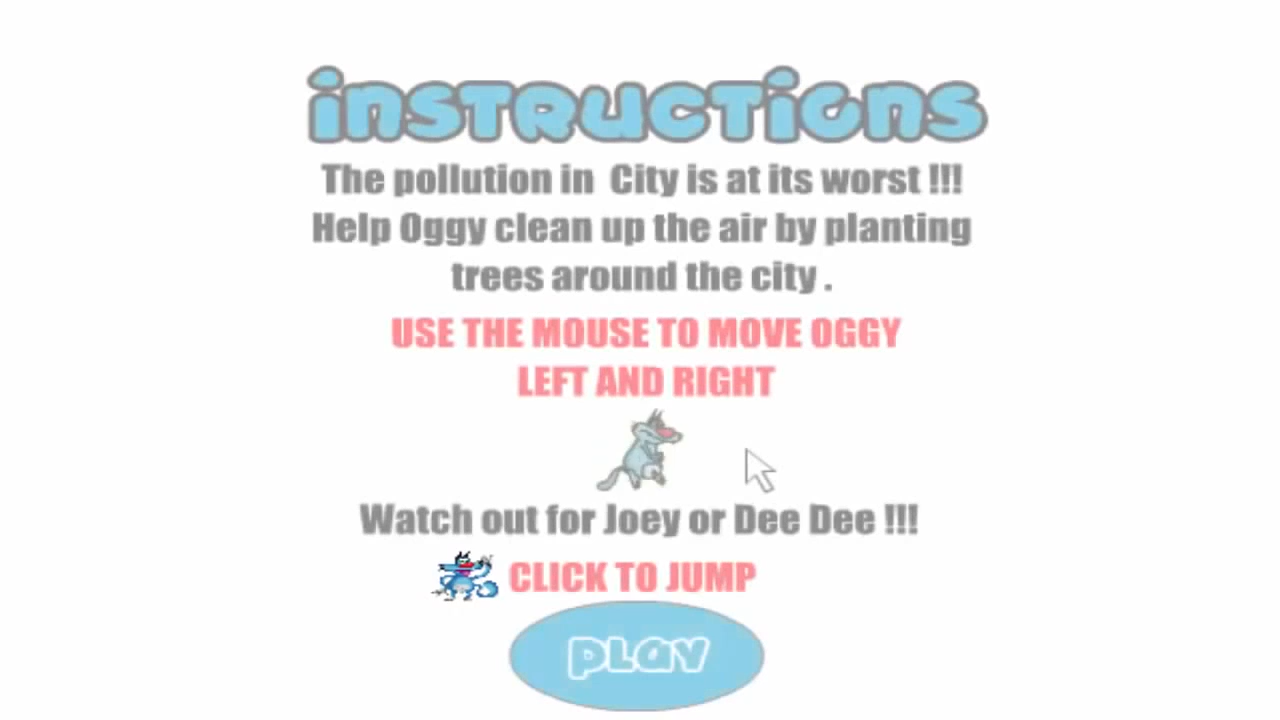 instructions
The pollution in City is at its worst !!!
Help Oggy clean up the air by planting
trees around the city .
USE THE MOUSE TO MOVE OGGY
LEFT AND RIGHT
Watch out for Joey or Dee Dee !!!
CLICK TO JUMP
play